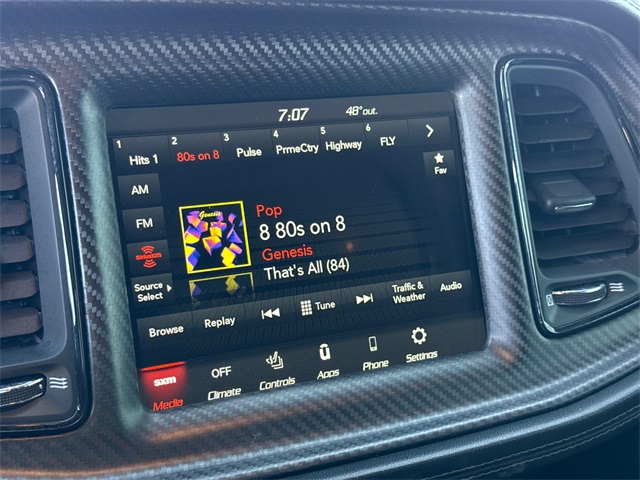 7:07 48°out.
1 Hits 1 2 80s on 8 3 Pulse 4 PrmeCtry 5 Highway 6 FLY
Fav
AM
FM
SiriusXM
Source
Select
Genesis
Pop
8 80s on 8
Genesis
That's All (84)
Browse Replay Tune Traffic &
Weather Audio
sxm
Media
OFF
Climate Controls Apps Phone Settings